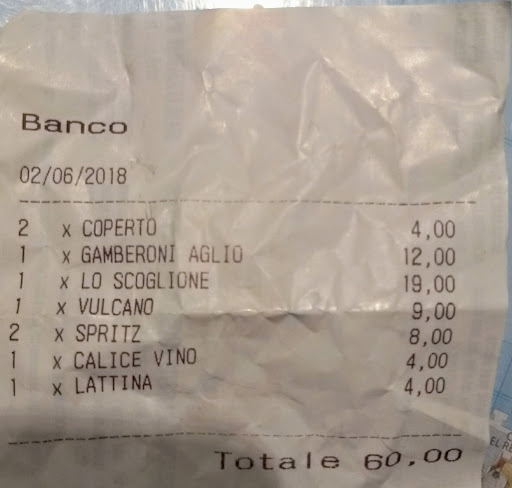 Banco
02/06/2018
2 x COPERTO 4,00
1 x GAMBERONI AGLIO 12,00
1 x LO SCOGLIONE 19,00
1 x VULCANO 9,00
2 x SPRITZ 8,00
1 x CALICE VINO 4,00
1 x LATTINA 4,00
Totale 60,00